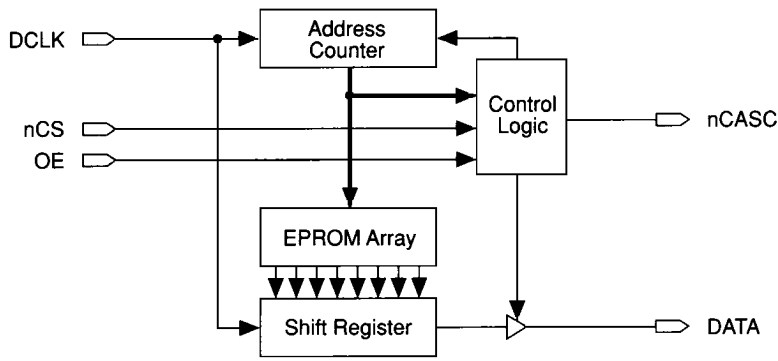 DCLK
Address
Counter
Control
Logic
nCASC
nCS
OE
EPROM Array
Shift Register
DATA